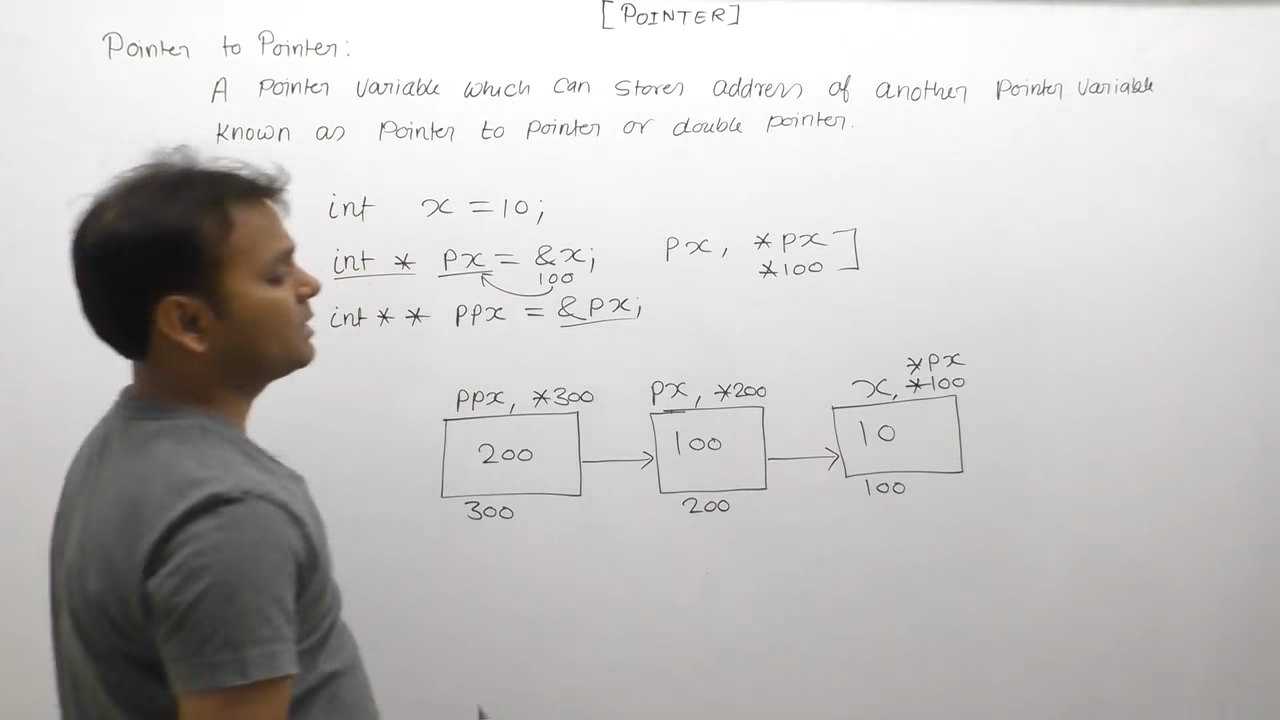 [POINTER]
Pointer to Pointer:
A pointer variable which can stores address of another pointer variable
known as pointer to pointer or double pointer.
int x = 10;
int * px = &x; px, *px]
100 *100
int ** ppx = &px;
*px
ppx, *300 px, *200 x, *100
200 100 10
300 200 100